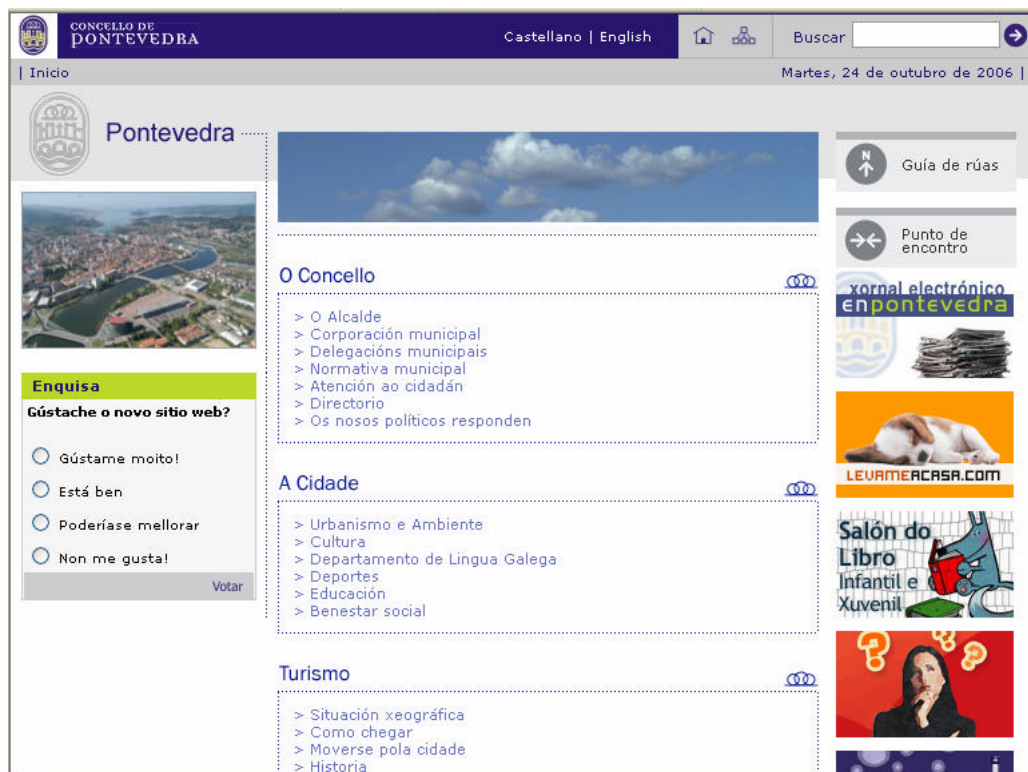 CONCELLO DE
PONTEVEDRA
Castellano | English
Buscar
| Inicio
Martes, 24 de outubro de 2006 |
Pontevedra
Enquisa
Gústache o novo sitio web?
Gústame moito!
Está ben
Poderíase mellorar
Non me gusta!
Votar
O Concello
> O Alcalde
> Corporación municipal
> Delegacións municipais
> Normativa municipal
> Atención ao cidadán
> Directorio
> Os nosos políticos responden
A Cidade
> Urbanismo e Ambiente
> Cultura
> Departamento de Lingua Galega
> Deportes
> Educación
> Benestar social
Turismo
> Situación xeográfica
> Como chegar
> Moverse pola cidade
> Historia
N
Guía de rúas
Punto de
encontro
xornal electrónico
enpontevedra
LEVAMEACASA.COM
Salón do
Libro
Infantil e
Xuvenil
? ? ?